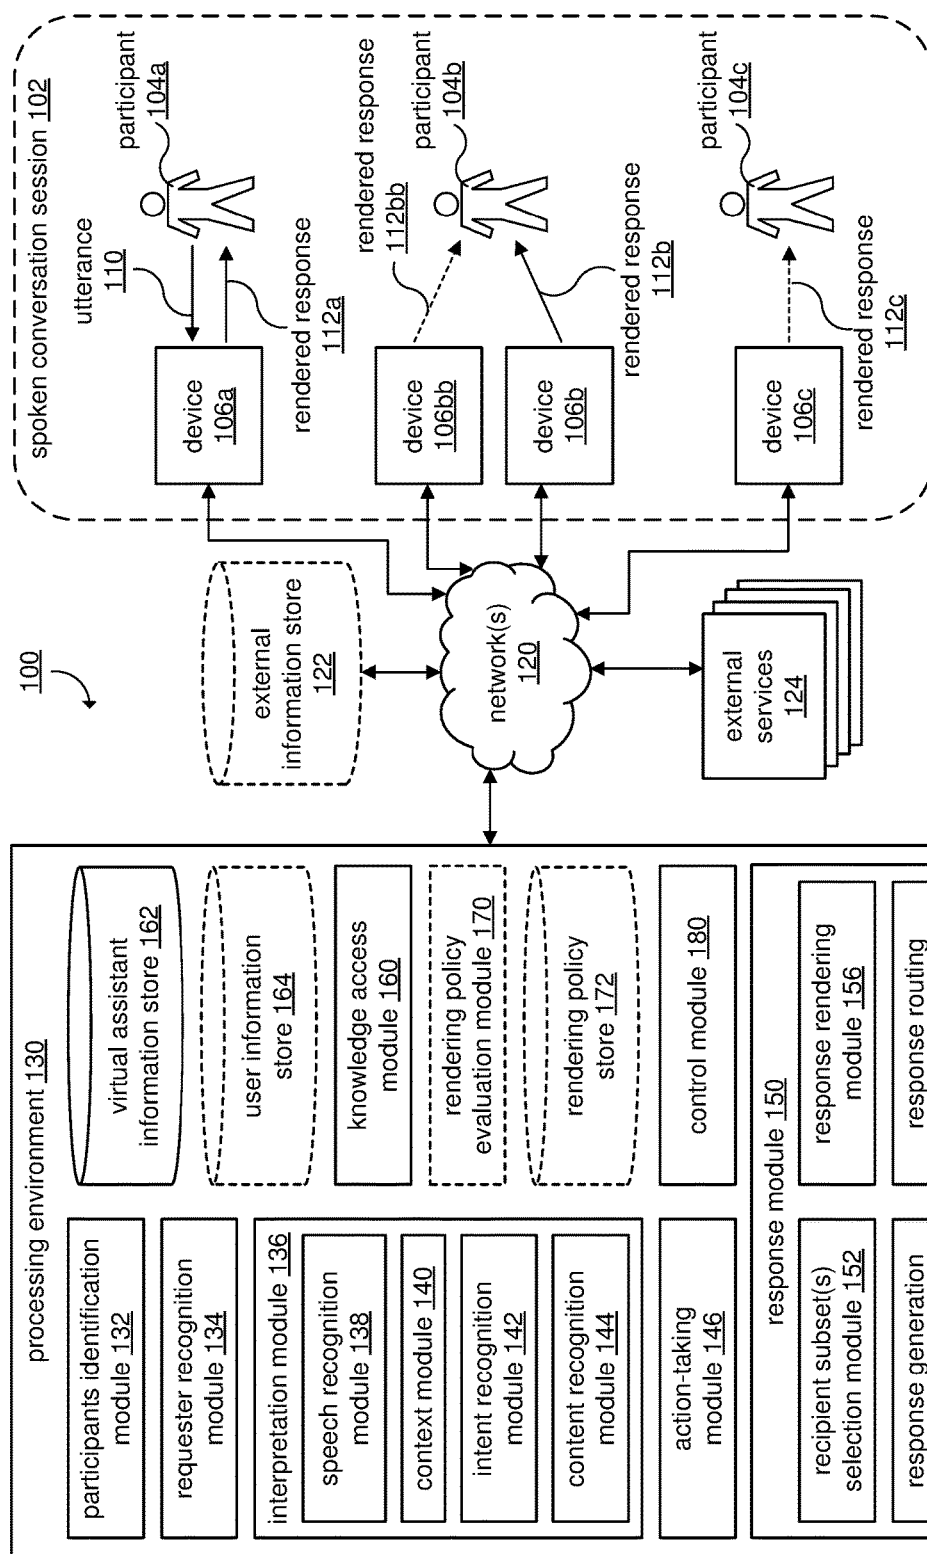 100
processing environment 130
participants identification
module 132
requester recognition
module 134
interpretation module 136
speech recognition
module 138
context module 140
intent recognition
module 142
content recognition
module 144
action-taking
module 146
virtual assistant
information store 162
user information
store 164
knowledge access
module 160
rendering policy
evaluation module 170
rendering policy
store 172
control module 180
response module 150
recipient subset(s)
selection module 152
response generation
response rendering
module 156
response routing
external
information store
122
network(s)
120
external
services
124
spoken conversation session 102
utterance
110
participant
104a
device
106a
rendered response
112a
rendered response
112bb
participant
104b
device
106bb
device
106b
rendered response
112b
participant
104c
device
106c
rendered response
112c